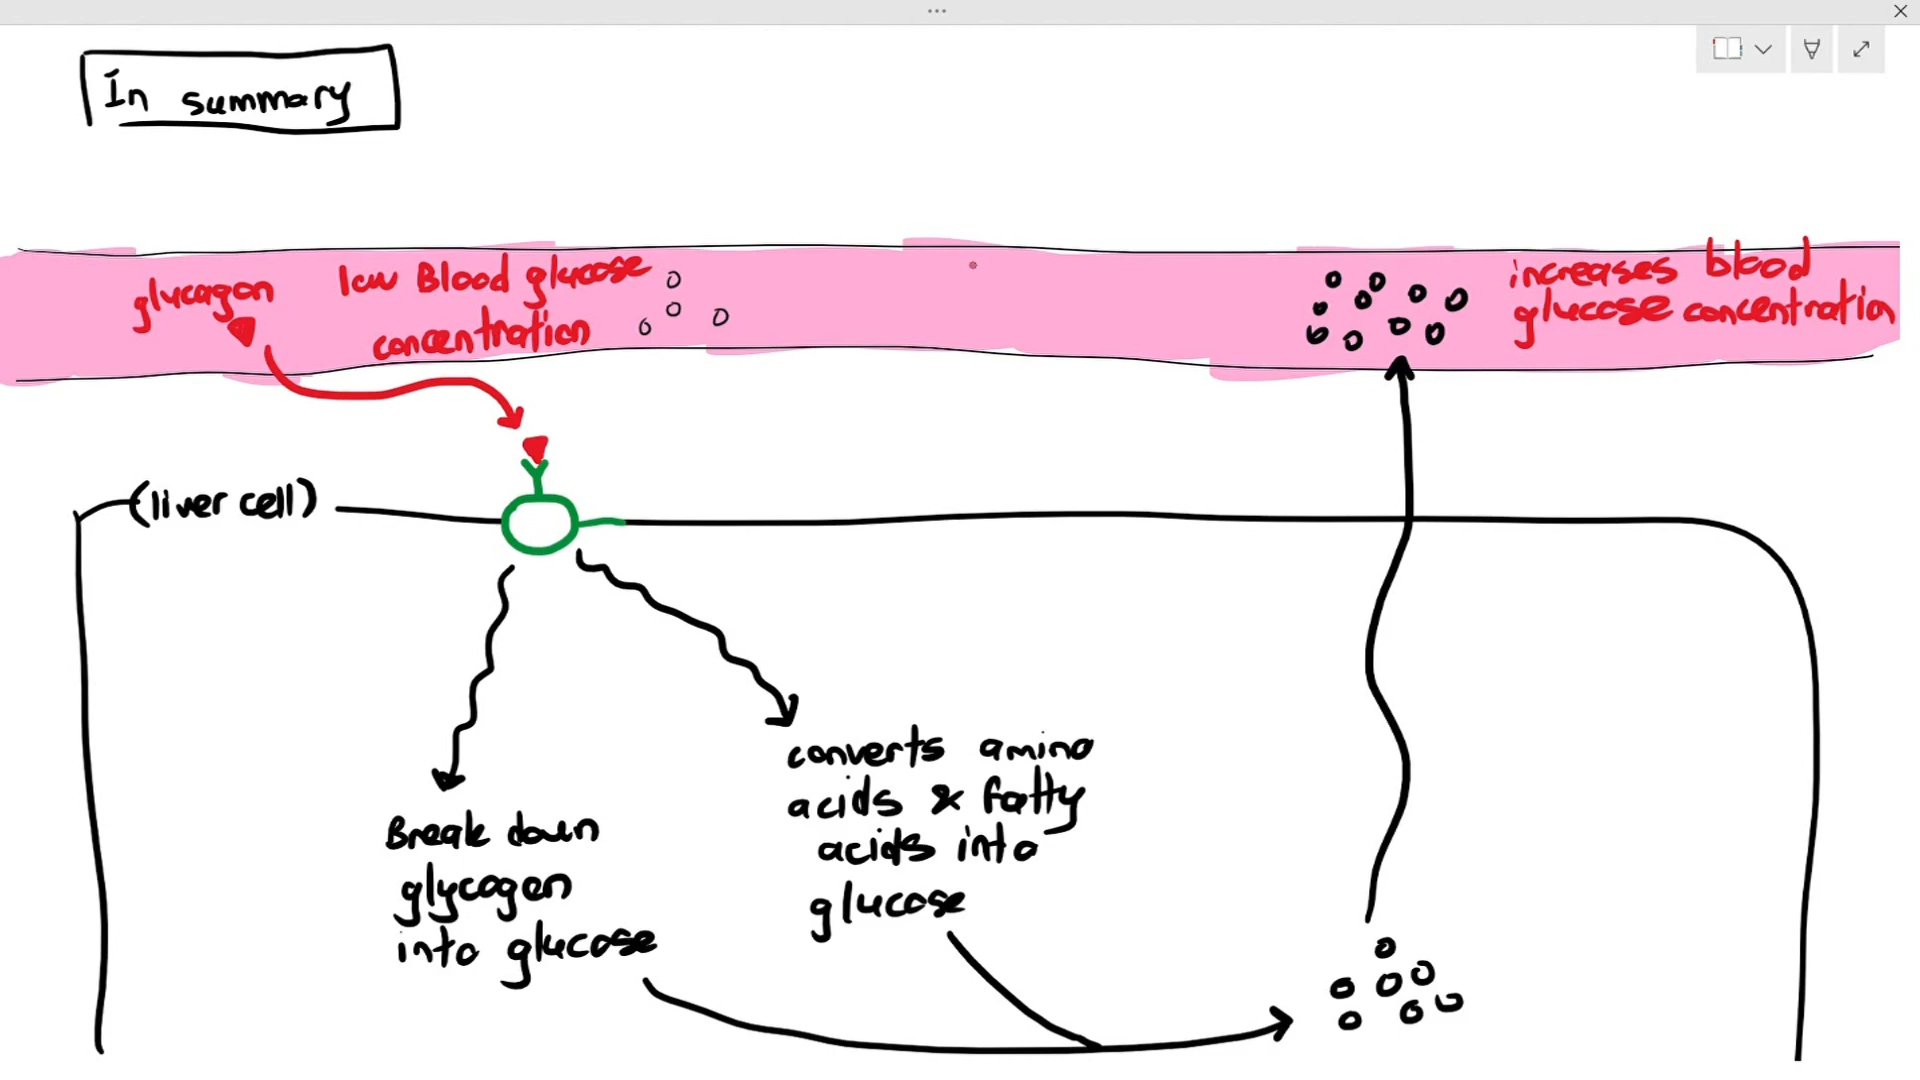 In summary
glucagon
low Blood glucose
concentration
increases blood
glucose concentration
(liver cell)
Break down
glycogen
into glucose
converts amino
acids & fatty
acids into
glucose